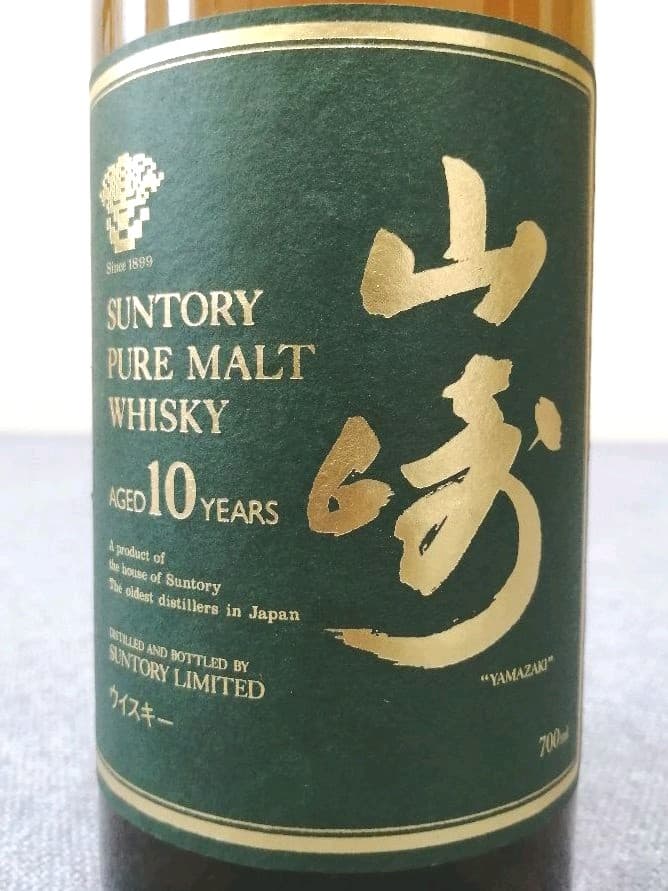 Since 1899
SUNTORY
PURE MALT
WHISKY
AGED 10 YEARS
A product of
the house of Suntory
The oldest distillers in Japan
DISTILLED AND BOTTLED BY
SUNTORY LIMITED
ウイスキー
山崎
“YAMAZAKI”
700ml